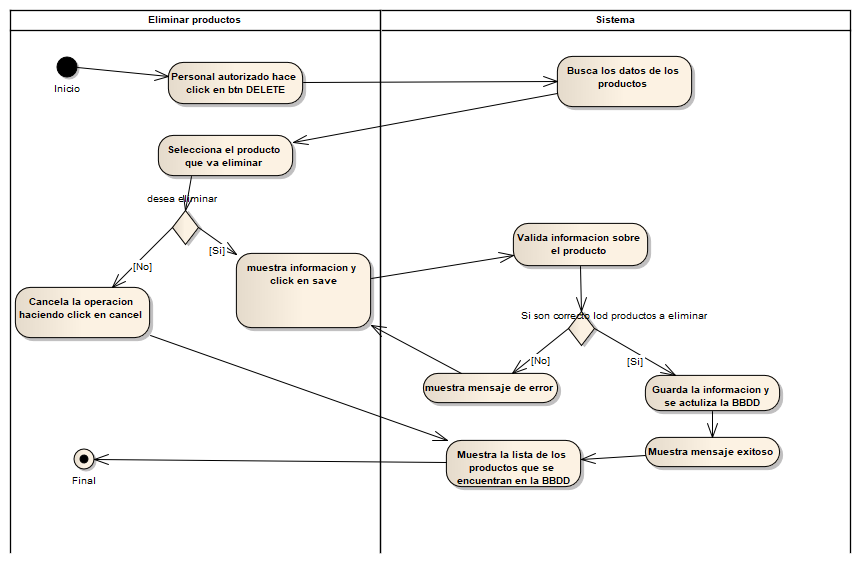 Eliminar productos
Sistema
Inicio
Personal autorizado hace
click en btn DELETE
Busca los datos de los
productos
Selecciona el producto
que va eliminar
desea eliminar
[No]
[Si]
Cancela la operacion
haciendo click en cancel
muestra informacion y
click en save
Valida informacion sobre
el producto
Si son correcto lod productos a eliminar
[No]
[Si]
muestra mensaje de error
Guarda la informacion y
se actuliza la BBDD
Muestra mensaje exitoso
Muestra la lista de los
productos que se
encuentran en la BBDD
Final